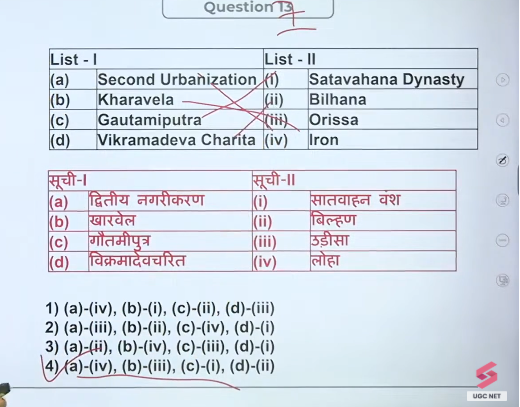 Question 13
List - I List - II
(a) Second Urbanization (i) Satavahana Dynasty
(b) Kharavela (ii) Bilhana
(c) Gautamiputra (iii) Orissa
(d) Vikramadeva Charita (iv) Iron
सूची-I सूची-II
(a) द्वितीय नगरीकरण (i) सातवाहन वंश
(b) खारवेल (ii) बिल्हण
(c) गौतमीपुत्र (iii) उड़ीसा
(d) विक्रमादेवचरित (iv) लोहा
1) (a)-(iv), (b)-(i), (c)-(ii), (d)-(iii)
2) (a)-(iii), (b)-(ii), (c)-(iv), (d)-(i)
3) (a)-(ii), (b)-(iv), (c)-(iii), (d)-(i)
4) (a)-(iv), (b)-(iii), (c)-(i), (d)-(ii)
UGC NET